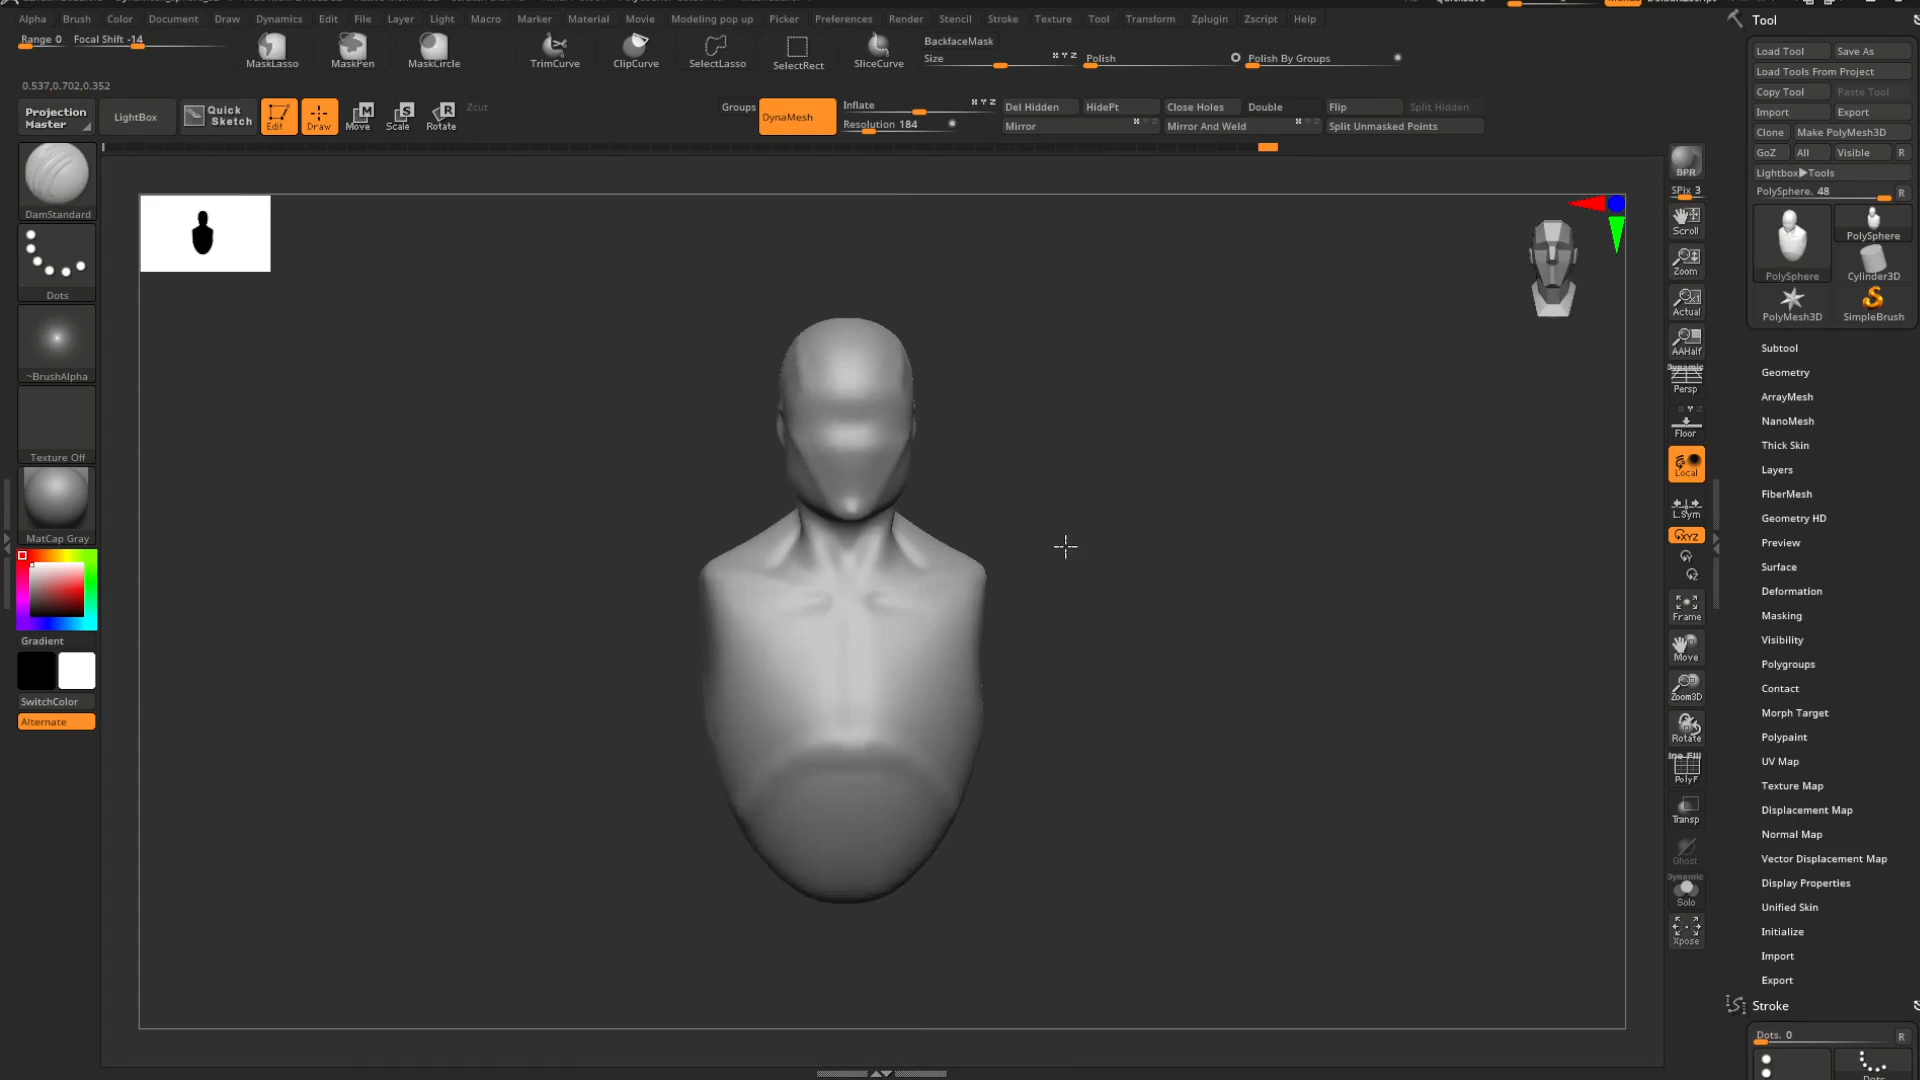 Alpha Brush Color Document Draw Dynamics Edit File Layer Light Macro Marker Material Movie Modeling pop up Picker Preferences Render Stencil Stroke Texture Tool Transform Zplugin Zscript Help
Range 0 Focal Shift -14
MaskLasso MaskPen MaskCircle TrimCurve ClipCurve SelectLasso SelectRect SliceCurve
BackfaceMask
Size X Y Z Polish Polish By Groups
0.537,0.702,0.352
Projection Master
LightBox
Quick Sketch
Edit Draw Move Scale Rotate
Zcut
Groups
DynaMesh
Inflate X Y Z
Resolution 184
Del Hidden HidePt Close Holes Double Flip Split Hidden
Mirror Mirror And Weld Split Unmasked Points
DamStandard
Dots
~BrushAlpha
Texture Off
MatCap Gray
Gradient
SwitchColor
Alternate
BPR
SPix 3
Scroll
Zoom
Actual
AAHalf
Dynamic
Persp
Floor
Local
L.Sym
XYZ
Frame
Move
Zoom3D
Rotate
PolyF
Transp
Ghost
Dynamic
Solo
Xpose
Tool
Load Tool Save As
Load Tools From Project
Copy Tool Paste Tool
Import Export
Clone Make PolyMesh3D
GoZ All Visible R
Lightbox▶Tools
PolySphere. 48 R
PolySphere PolySphere
Cylinder3D
PolyMesh3D SimpleBrush
Subtool
Geometry
ArrayMesh
NanoMesh
Thick Skin
Layers
FiberMesh
Geometry HD
Preview
Surface
Deformation
Masking
Visibility
Polygroups
Contact
Morph Target
Polypaint
UV Map
Texture Map
Displacement Map
Normal Map
Vector Displacement Map
Display Properties
Unified Skin
Initialize
Import
Export
Stroke
Dots. 0 R